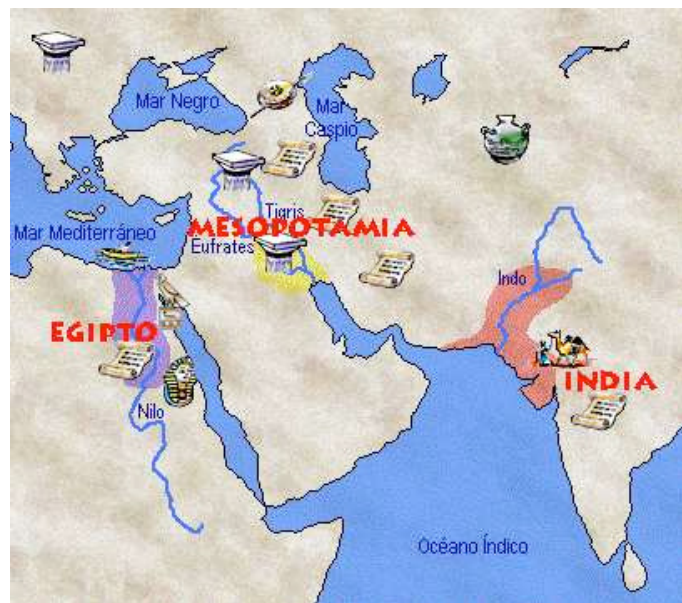 Mar Negro
Mar
Caspio
Tigris
MESOPOTAMIA
Mar Mediterráneo
Eufrates
Indo
EGIPTO
INDIA
Nilo
Océano Índico